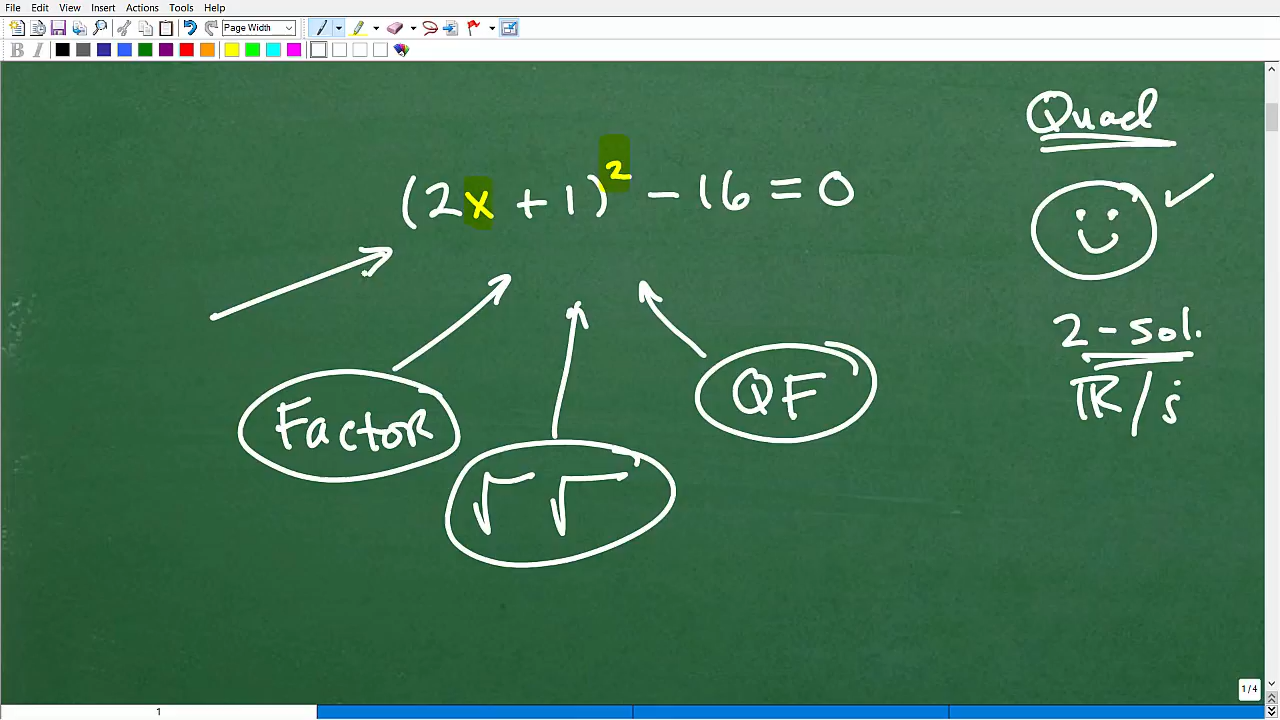 File Edit View Insert Actions Tools Help
Page Width
B I
Quad
(2x + 1)² − 16 = 0
2 - Sol.
ℝ / i
Factor
QF
√ √
1/4
1